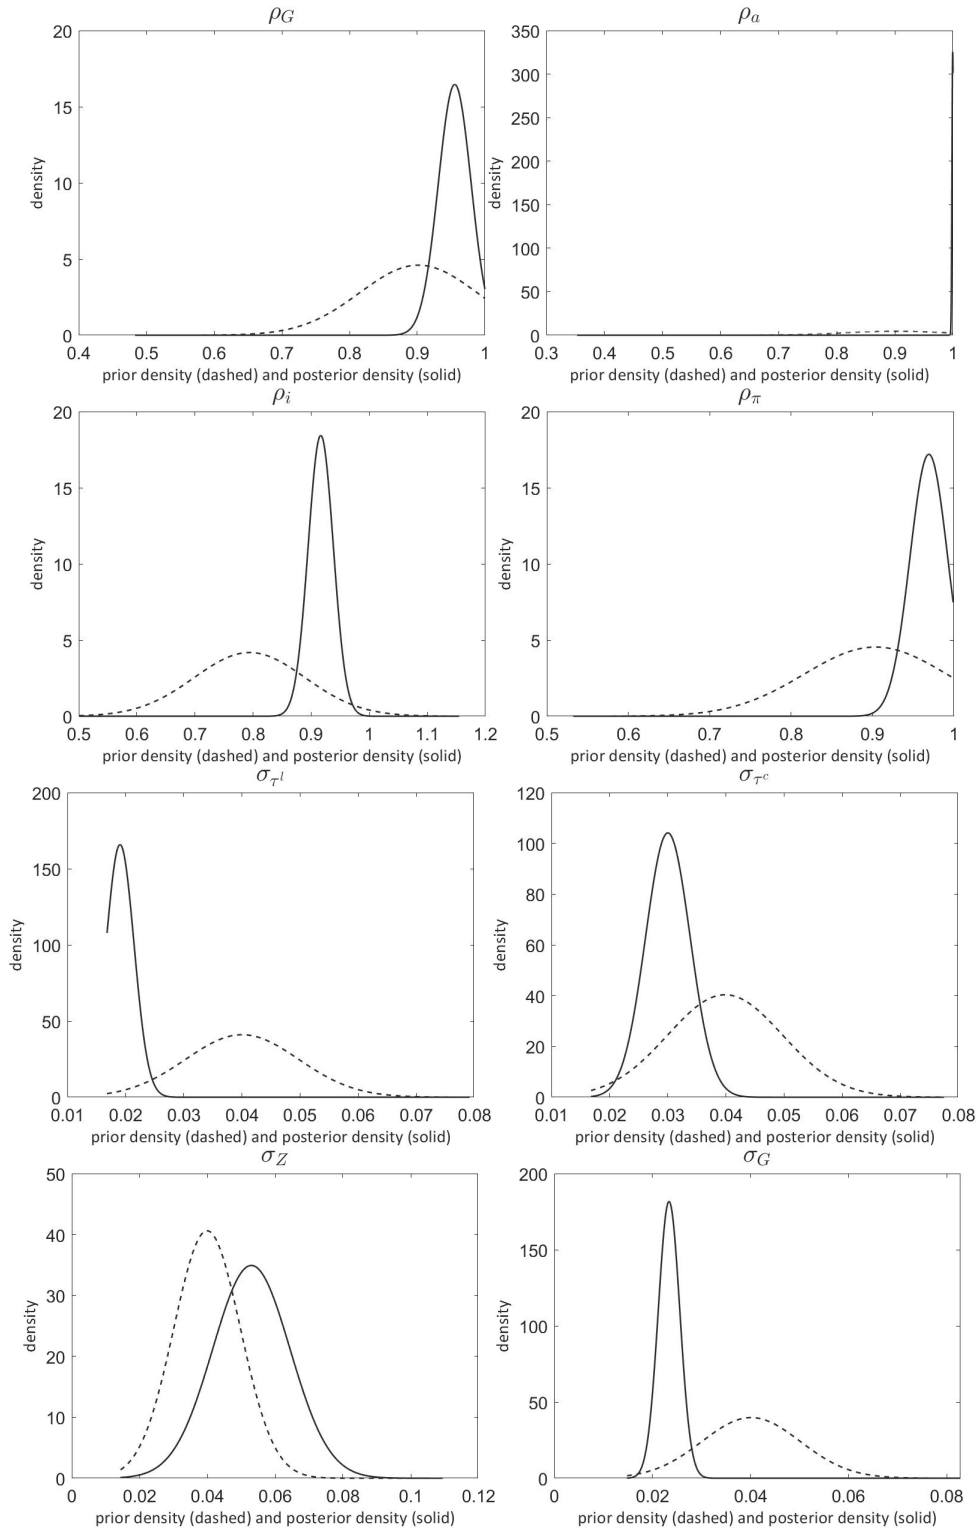 ρ_G
20
15
10
5
0
density
0.4 0.5 0.6 0.7 0.8 0.9 1
prior density (dashed) and posterior density (solid)
ρ_a
350
300
250
200
150
100
50
0
density
0.3 0.4 0.5 0.6 0.7 0.8 0.9 1
prior density (dashed) and posterior density (solid)
ρ_i
20
15
10
5
0
density
0.5 0.6 0.7 0.8 0.9 1 1.1 1.2
prior density (dashed) and posterior density (solid)
ρ_π
20
15
10
5
0
density
0.5 0.6 0.7 0.8 0.9 1
prior density (dashed) and posterior density (solid)
σ_{τ^l}
200
150
100
50
0
density
0.01 0.02 0.03 0.04 0.05 0.06 0.07 0.08
prior density (dashed) and posterior density (solid)
σ_{τ^c}
120
100
80
60
40
20
0
density
0.01 0.02 0.03 0.04 0.05 0.06 0.07 0.08
prior density (dashed) and posterior density (solid)
σ_Z
50
40
30
20
10
0
density
0 0.02 0.04 0.06 0.08 0.1 0.12
prior density (dashed) and posterior density (solid)
σ_G
200
150
100
50
0
density
0 0.02 0.04 0.06 0.08
prior density (dashed) and posterior density (solid)